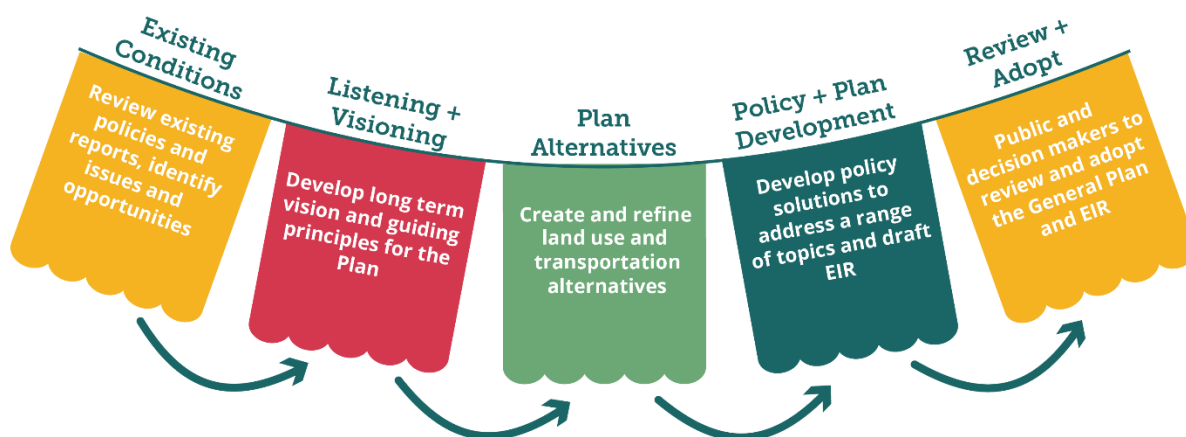 Existing
Conditions
Review existing
policies and
reports, identify
issues and
opportunities
Listening +
Visioning
Develop long term
vision and guiding
principles for the
Plan
Plan
Alternatives
Create and refine
land use and
transportation
alternatives
Policy + Plan
Development
Develop policy
solutions to
address a range
of topics and draft
EIR
Review +
Adopt
Public and
decision makers to
review and adopt
the General Plan
and EIR